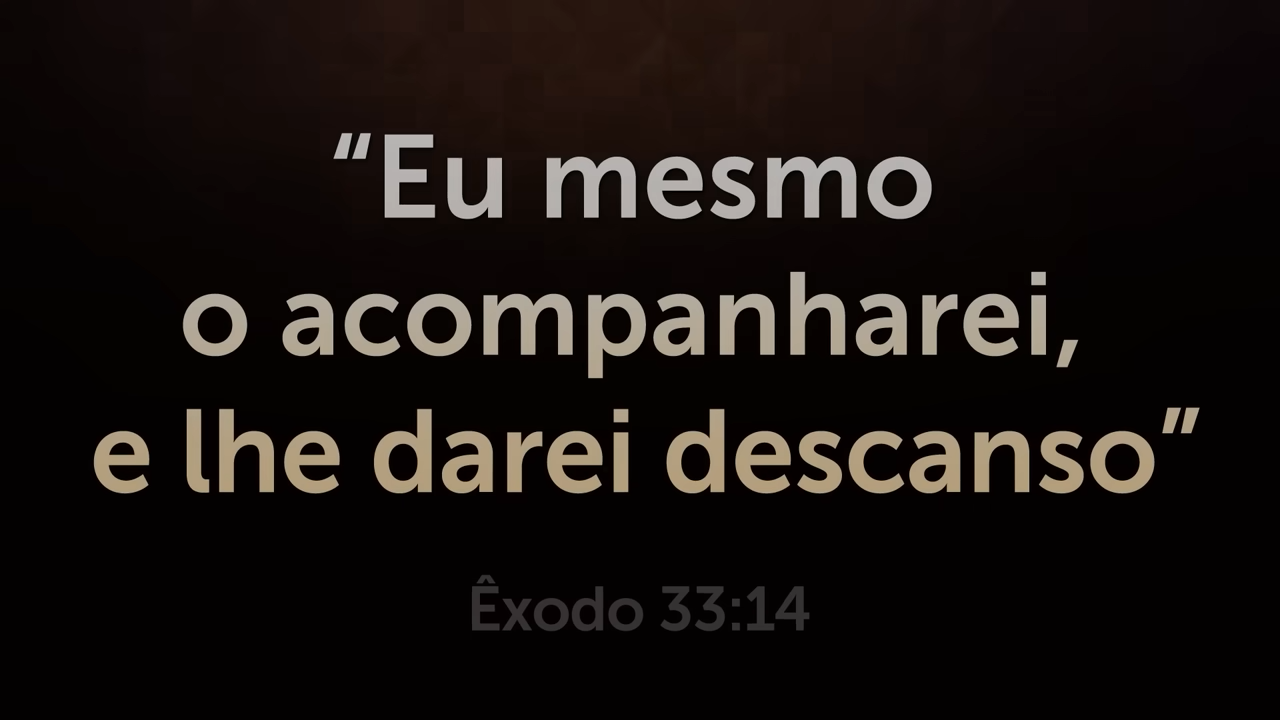 “Eu mesmo
o acompanharei,
e lhe darei descanso”
Êxodo 33:14